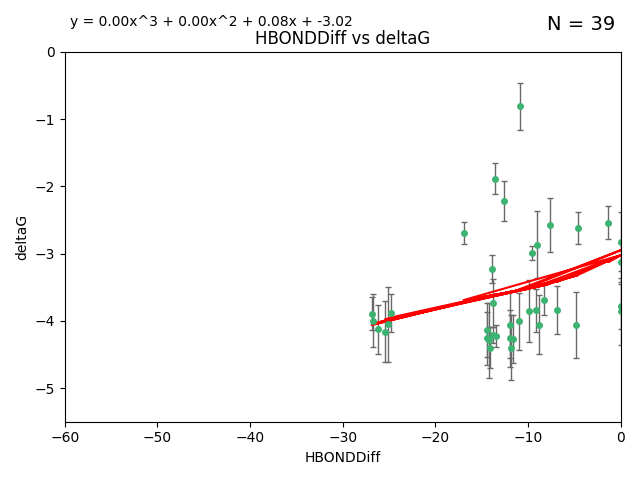 y = 0.00x^3 + 0.00x^2 + 0.08x + -3.02
N = 39
HBONDDiff vs deltaG
0
−1
−2
−3
−4
−5
deltaG
−60
−50
−40
−30
−20
−10
0
HBONDDiff